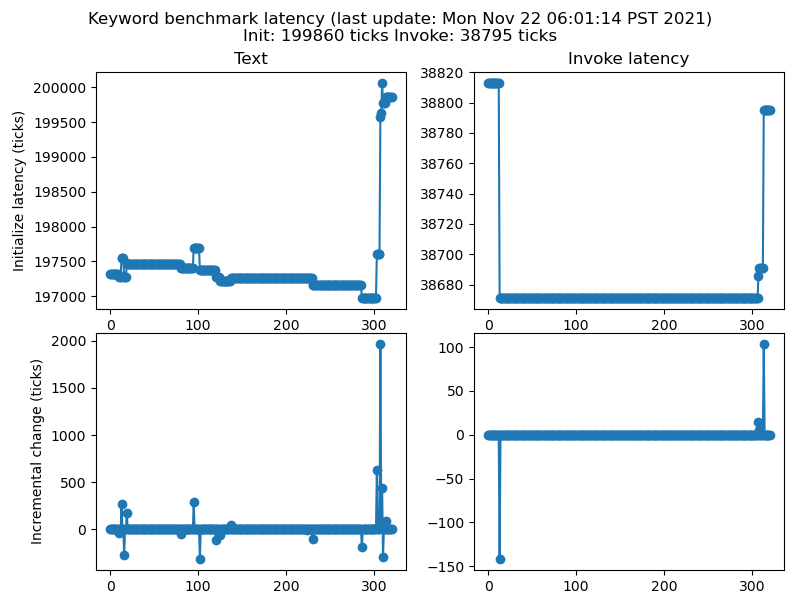 Keyword benchmark latency (last update: Mon Nov 22 06:01:14 PST 2021)
Init: 199860 ticks Invoke: 38795 ticks
Text
Initialize latency (ticks)
200000
199500
199000
198500
198000
197500
197000
0 100 200 300
Invoke latency
38820
38800
38780
38760
38740
38720
38700
38680
0 100 200 300
Incremental change (ticks)
2000
1500
1000
500
0
0 100 200 300
100
50
0
−50
−100
−150
0 100 200 300